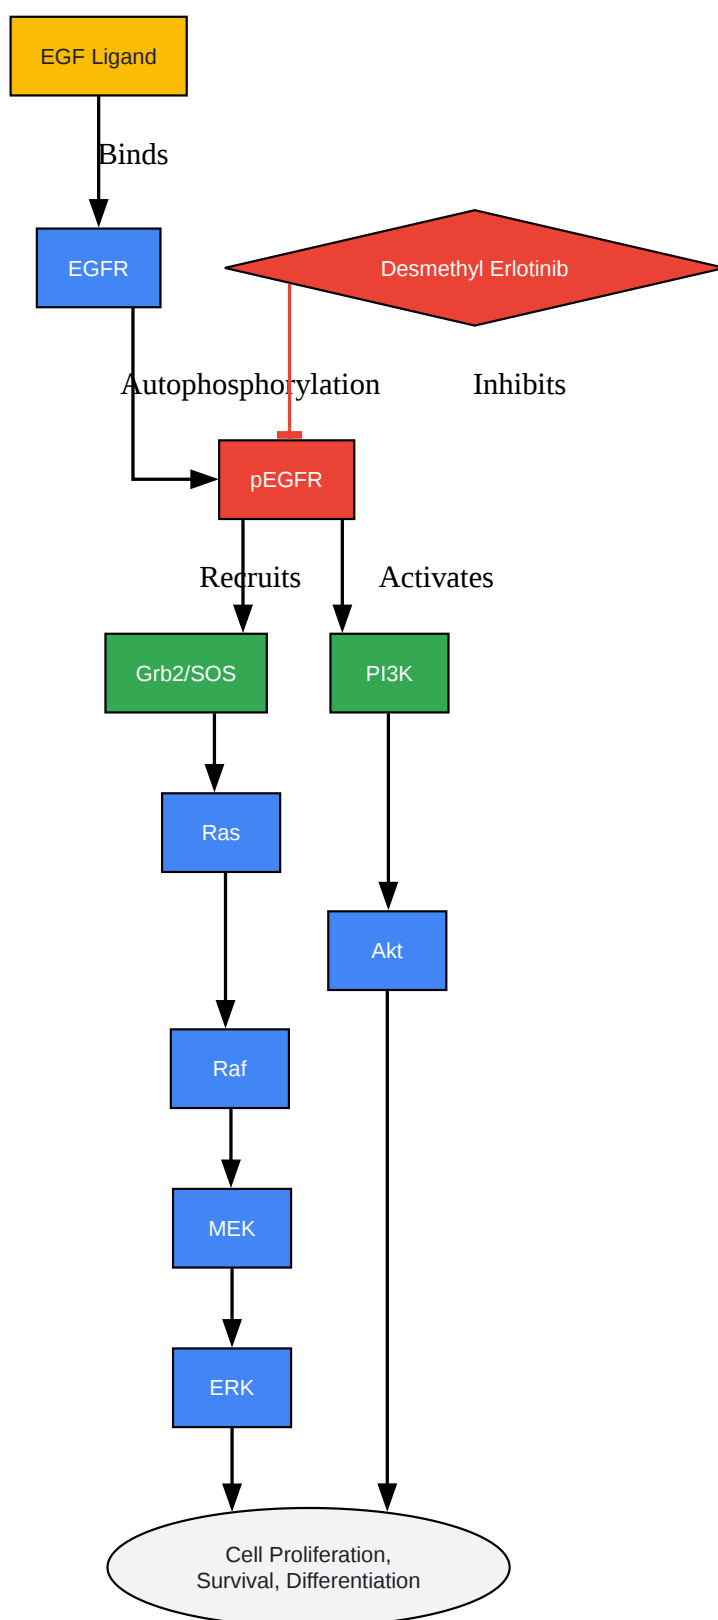 EGF Ligand
Binds
EGFR
Desmethyl Erlotinib
Autophosphorylation
Inhibits
pEGFR
Recruits
Activates
Grb2/SOS
PI3K
Ras
Akt
Raf
MEK
ERK
Cell Proliferation,
Survival, Differentiation